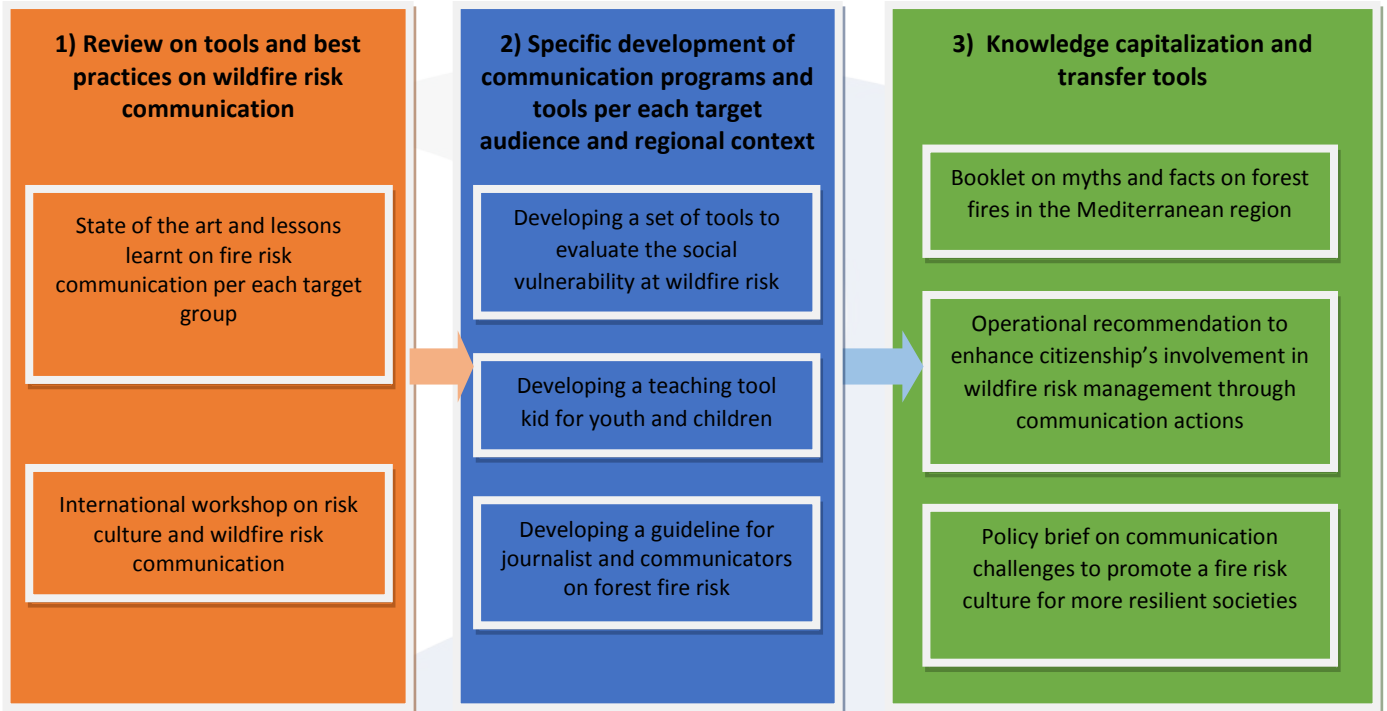 1) Review on tools and best
practices on wildfire risk
communication
State of the art and lessons
learnt on fire risk
communication per each target
group
International workshop on risk
culture and wildfire risk
communication
2) Specific development of
communication programs and
tools per each target
audience and regional context
Developing a set of tools to
evaluate the social
vulnerability at wildfire risk
Developing a teaching tool
kid for youth and children
Developing a guideline for
journalist and communicators
on forest fire risk
3) Knowledge capitalization and
transfer tools
Booklet on myths and facts on forest
fires in the Mediterranean region
Operational recommendation to
enhance citizenship’s involvement in
wildfire risk management through
communication actions
Policy brief on communication
challenges to promote a fire risk
culture for more resilient societies